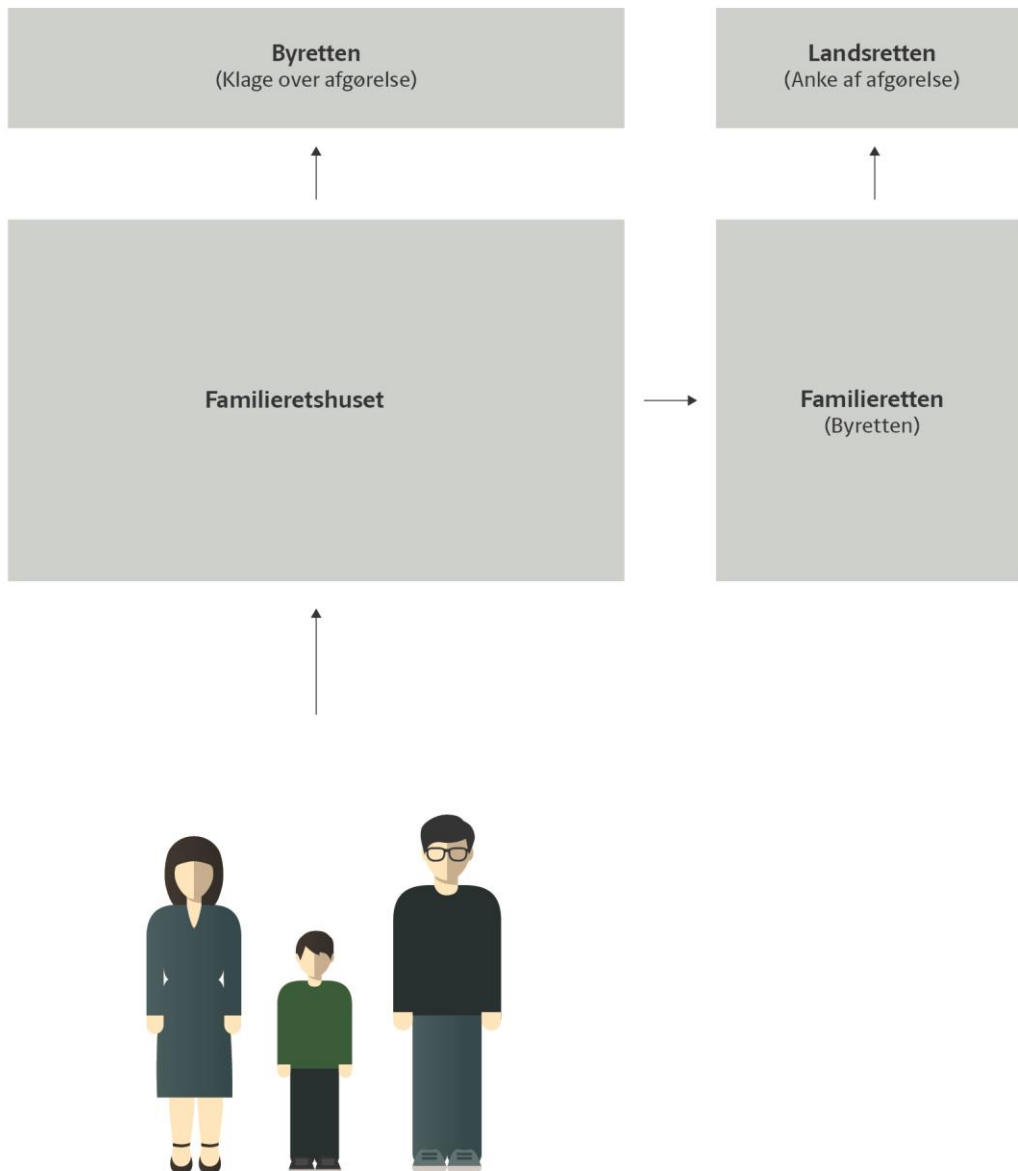 Byretten
(Klage over afgørelse)
Landsretten
(Anke af afgørelse)
Familieretshuset
Familieretten
(Byretten)